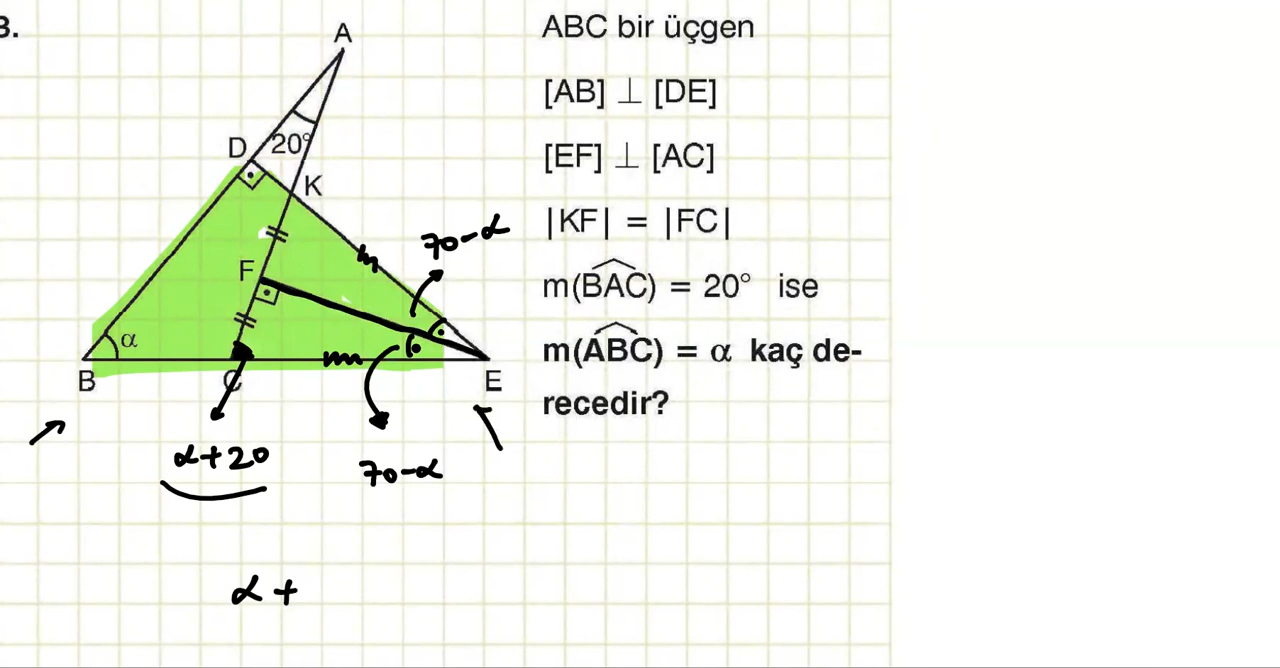 3.
A
D
20°
K
F
α
B
C
E
m
m
70-α
70-α
α+20
α +
ABC bir üçgen
[AB] ⊥ [DE]
[EF] ⊥ [AC]
|KF| = |FC|
m(BAC) = 20° ise
m(ABC) = α kaç de-
recedir?